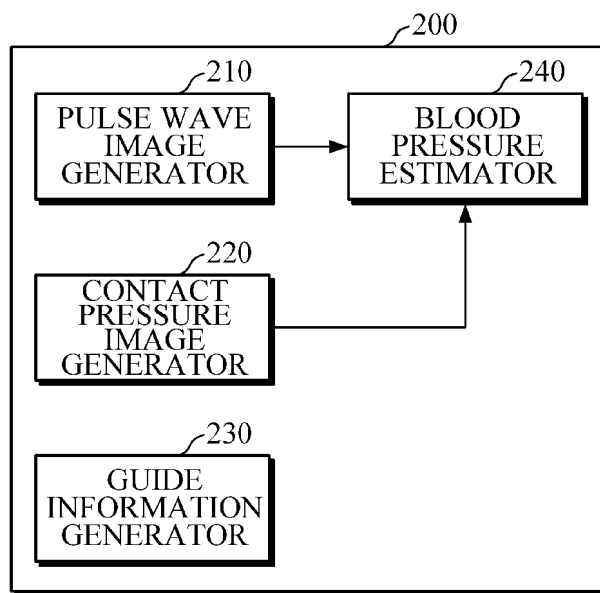 200
210
PULSE WAVE
IMAGE
GENERATOR
240
BLOOD
PRESSURE
ESTIMATOR
220
CONTACT
PRESSURE
IMAGE
GENERATOR
230
GUIDE
INFORMATION
GENERATOR